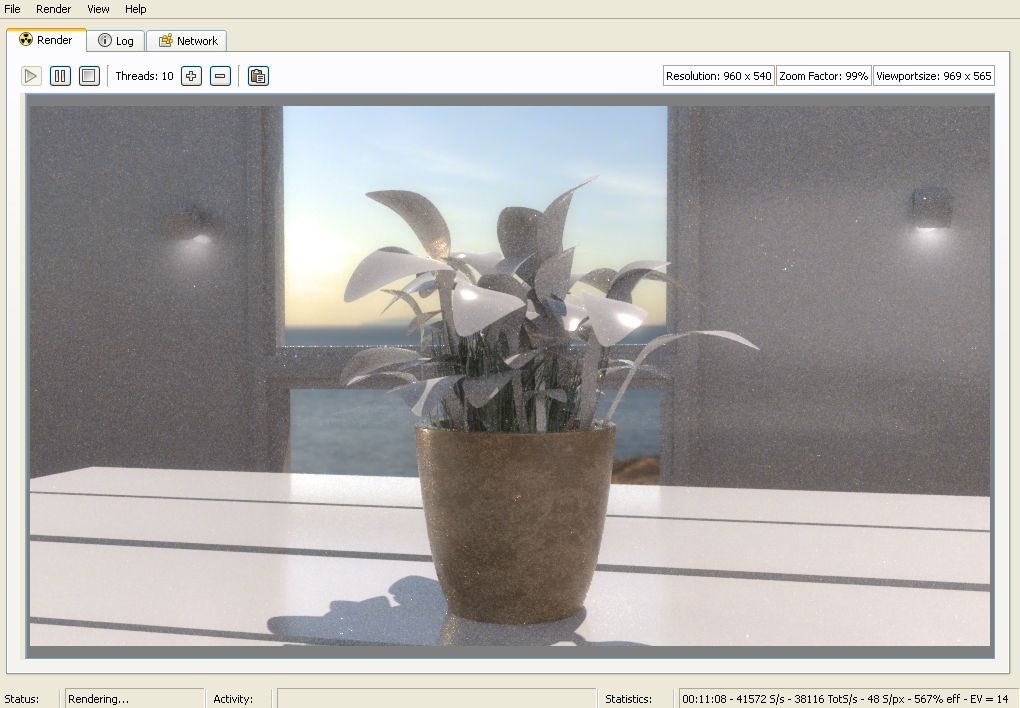 File Render View Help
Render Log Network
Threads: 10 Resolution: 960 x 540 Zoom Factor: 99% Viewportsize: 969 x 565
Status: Rendering... Activity: Statistics: 00:11:08 - 41572 S/s - 38116 TotS/s - 48 S/px - 567% eff - EV = 14